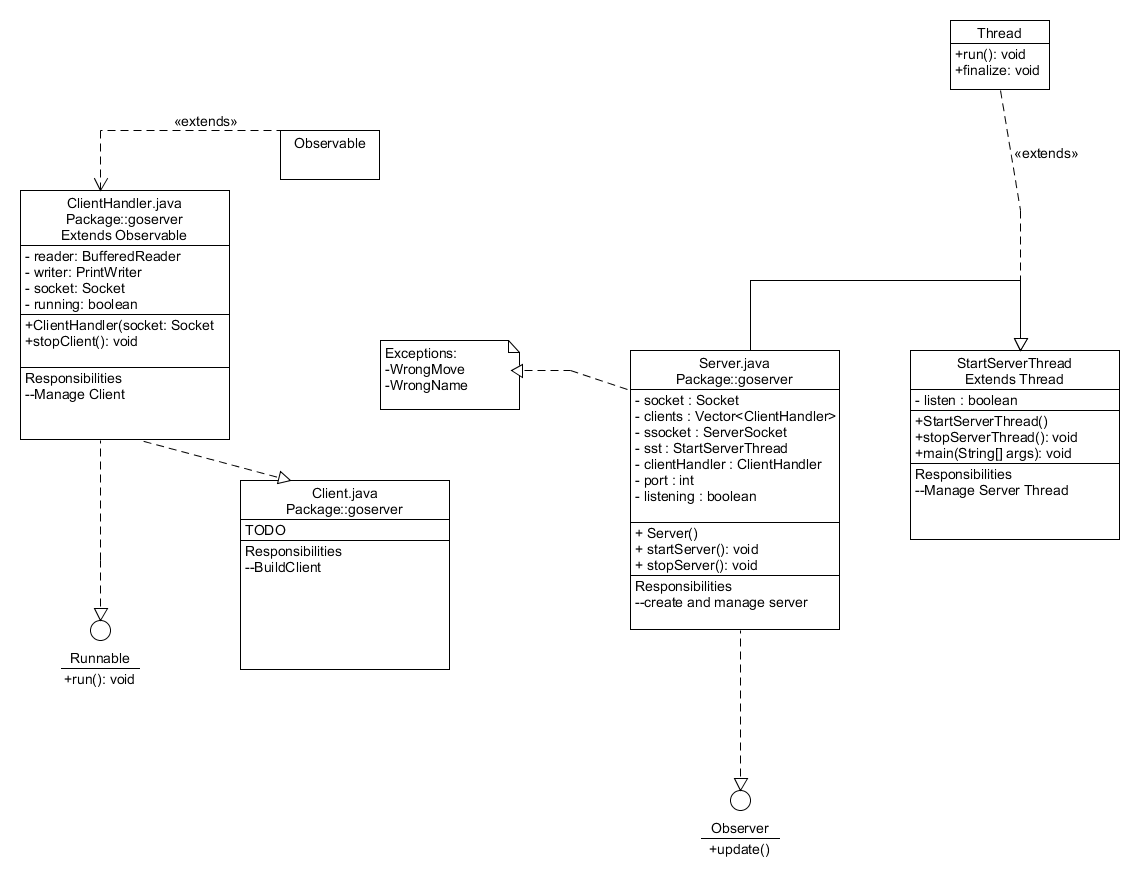 Thread
+run(): void
+finalize: void
«extends»
Observable
«extends»
ClientHandler.java
Package::goserver
Extends Observable
- reader: BufferedReader
- writer: PrintWriter
- socket: Socket
- running: boolean
+ClientHandler(socket: Socket
+stopClient(): void
Responsibilities
--Manage Client
Exceptions:
-WrongMove
-WrongName
Server.java
Package::goserver
- socket : Socket
- clients : Vector<ClientHandler>
- ssocket : ServerSocket
- sst : StartServerThread
- clientHandler : ClientHandler
- port : int
- listening : boolean
+ Server()
+ startServer(): void
+ stopServer(): void
Responsibilities
--create and manage server
StartServerThread
Extends Thread
- listen : boolean
+StartServerThread()
+stopServerThread(): void
+main(String[] args): void
Responsibilities
--Manage Server Thread
Client.java
Package::goserver
TODO
Responsibilities
--BuildClient
Runnable
+run(): void
Observer
+update()